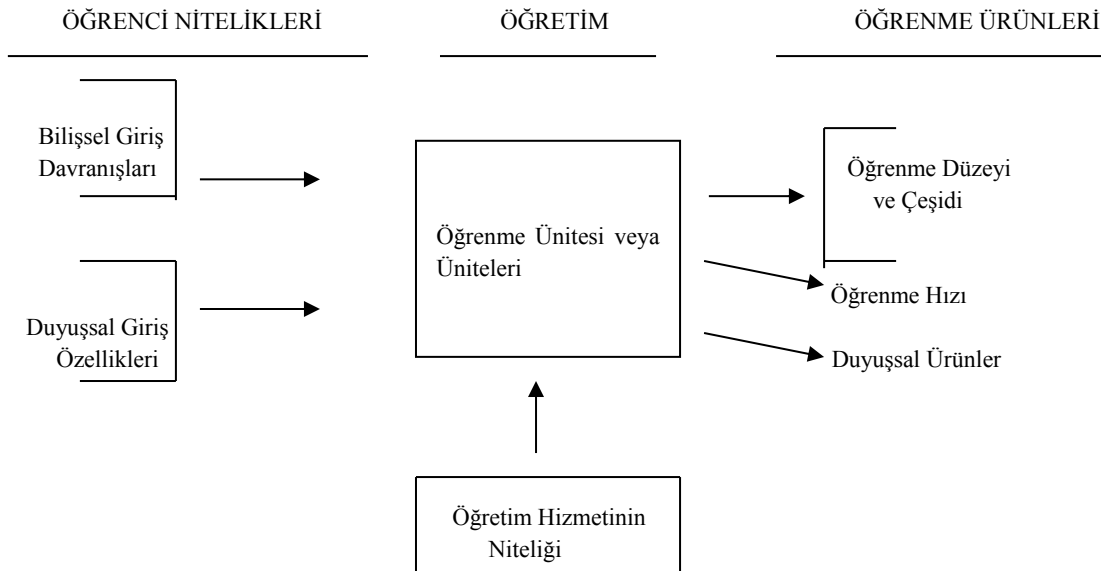 ÖĞRENCİ NİTELİKLERİ
ÖĞRETİM
ÖĞRENME ÜRÜNLERİ
Bilişsel Giriş
Davranışları
Duyuşsal Giriş
Özellikleri
Öğrenme Ünitesi veya
Üniteleri
Öğretim Hizmetinin
Niteliği
Öğrenme Düzeyi
ve Çeşidi
Öğrenme Hızı
Duyuşsal Ürünler